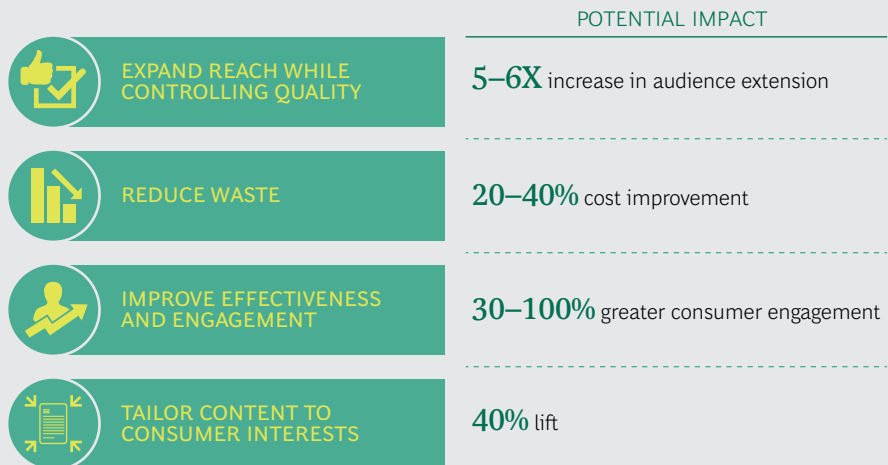 POTENTIAL IMPACT
EXPAND REACH WHILE
CONTROLLING QUALITY
5–6X increase in audience extension
REDUCE WASTE
20–40% cost improvement
IMPROVE EFFECTIVENESS
AND ENGAGEMENT
30–100% greater consumer engagement
TAILOR CONTENT TO
CONSUMER INTERESTS
40% lift